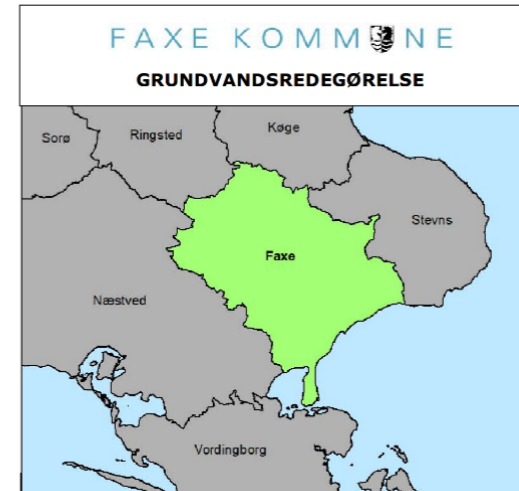 FAXE KOMMUNE
GRUNDVANDSREDEGØRELSE
Sorø
Ringsted
Køge
Stevns
Faxe
Næstved
Vordingborg